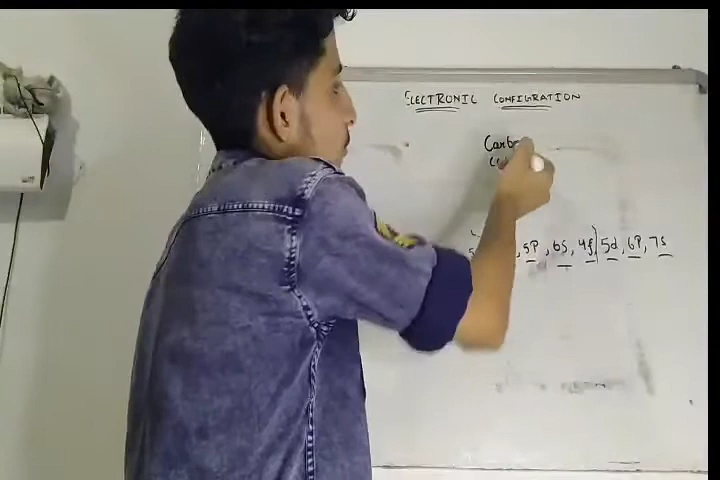 ELECTRONIC CONFIGRATION
Carbo
, 5P, 6S, 4f, 5d, 6P, 7S